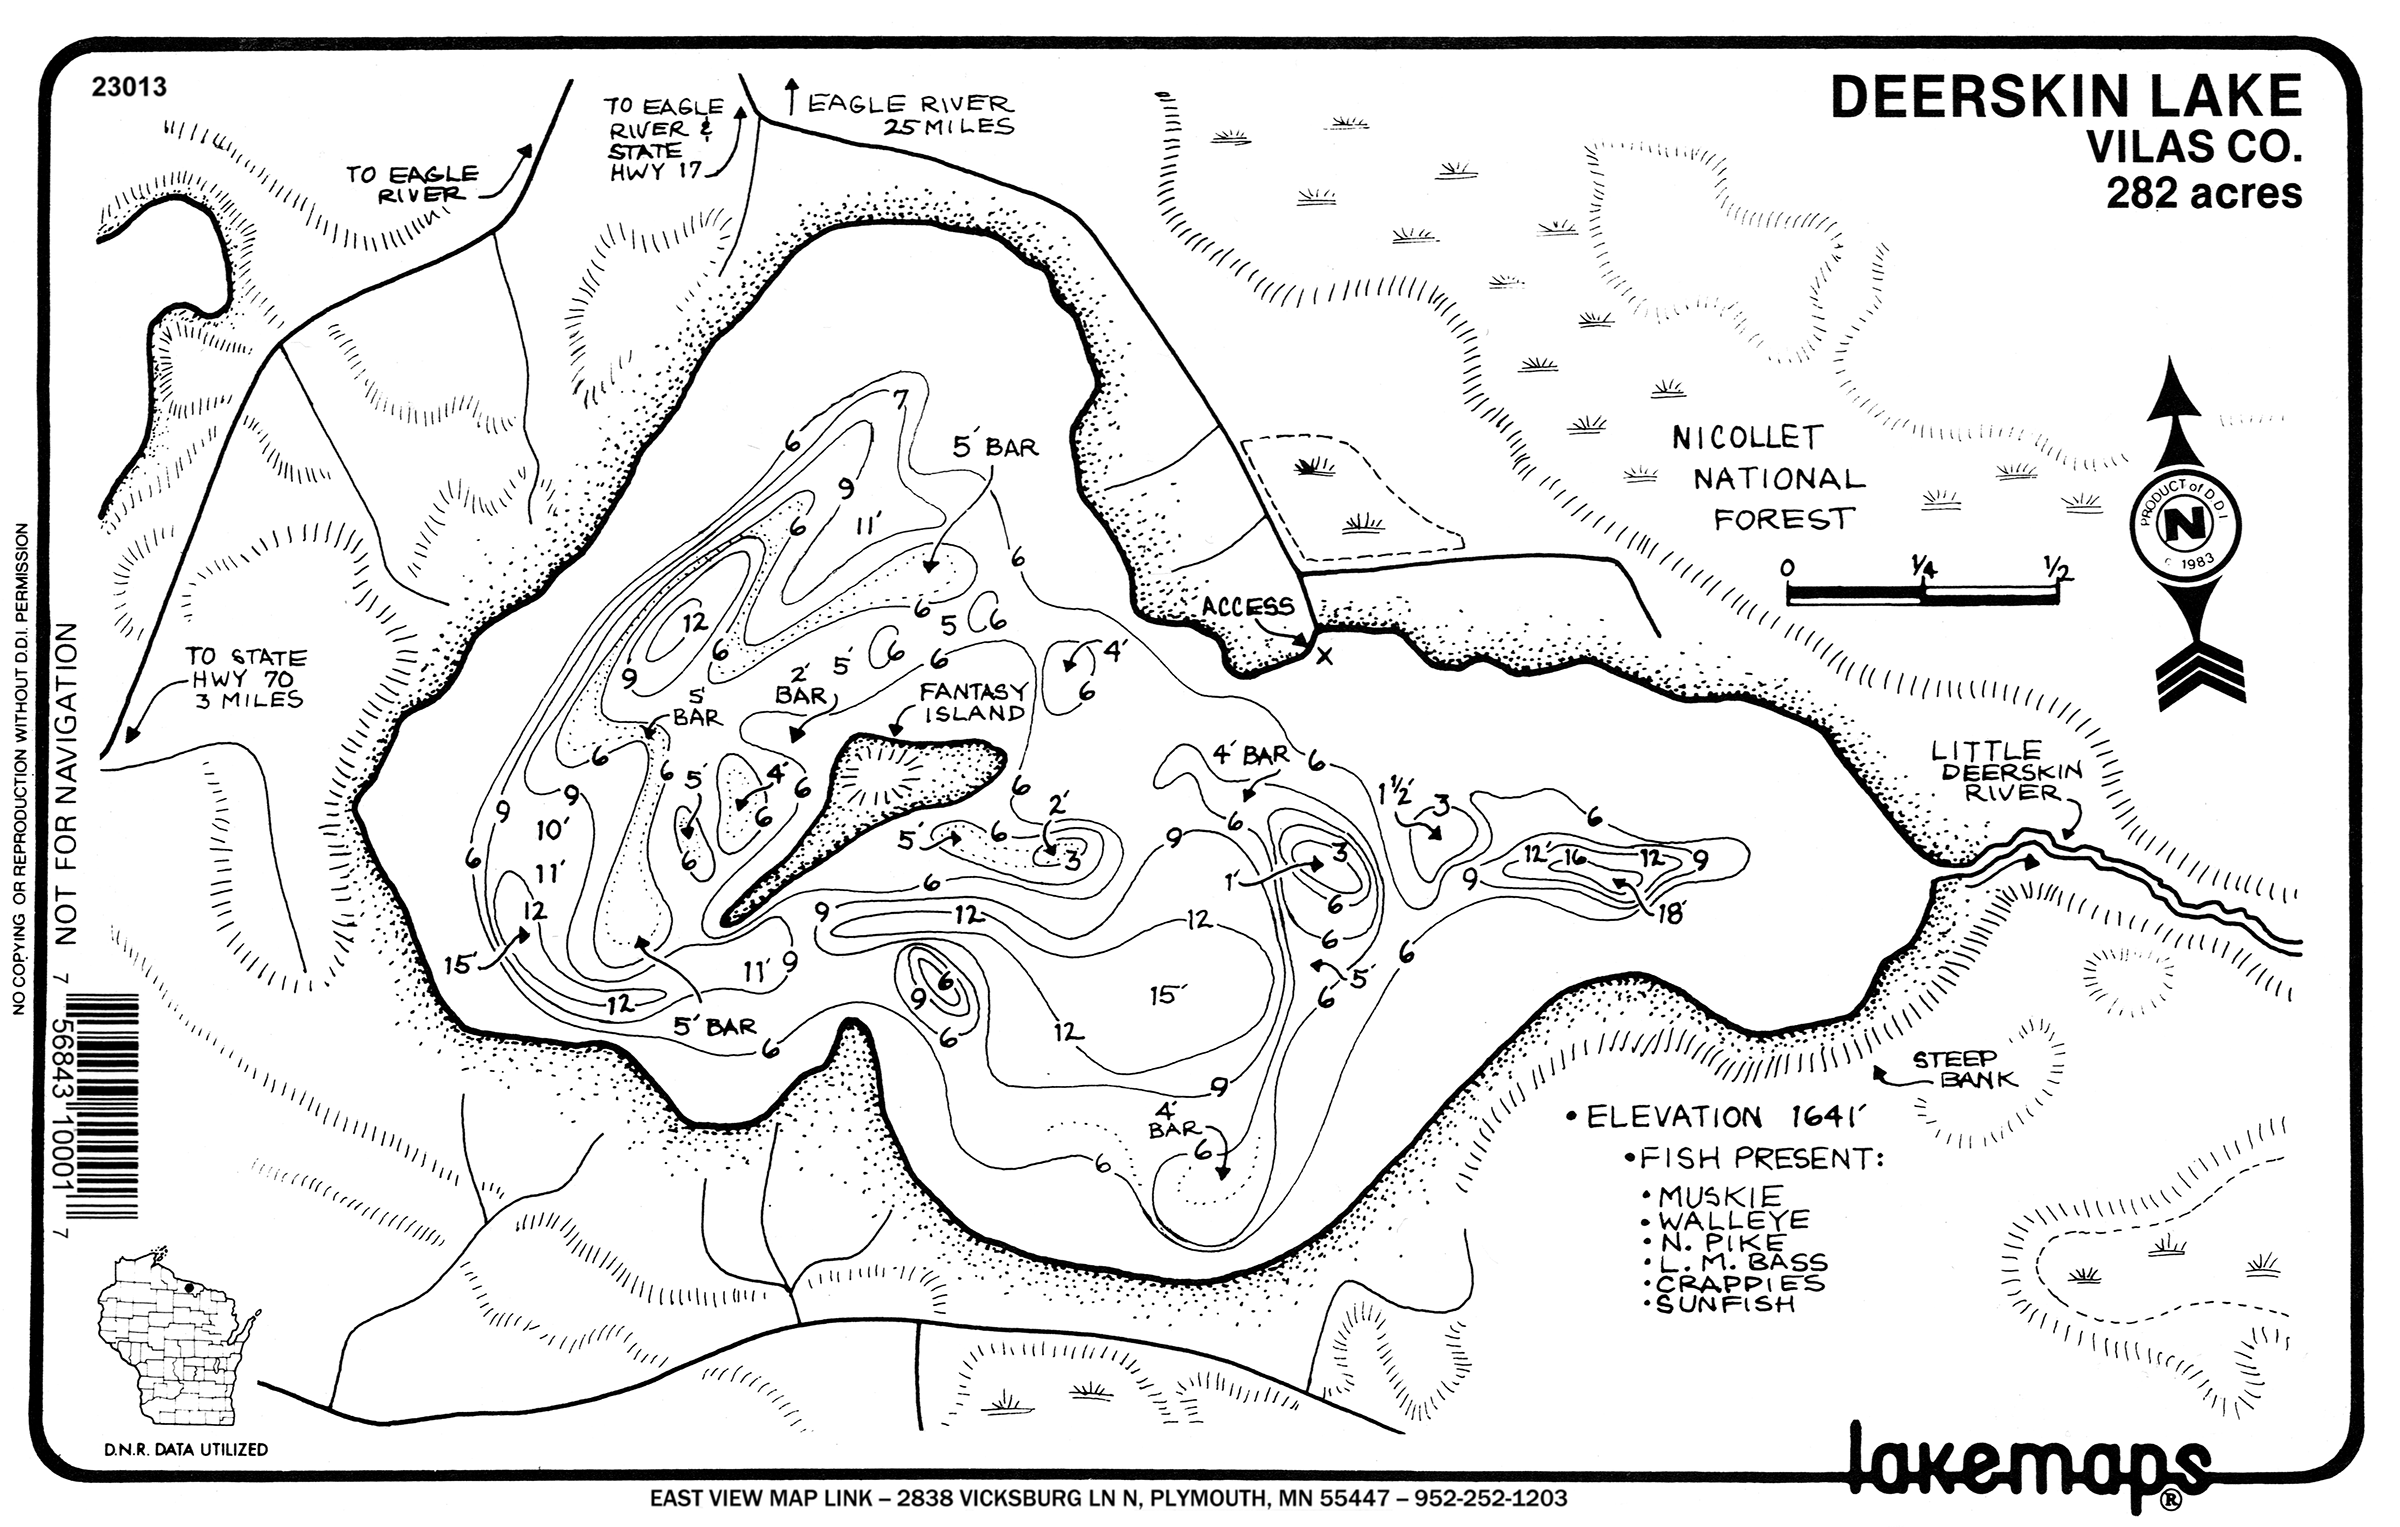 23013
DEERSKIN LAKE
VILAS CO.
282 acres
TO EAGLE
RIVER
TO EAGLE
RIVER &
STATE
HWY 17
EAGLE RIVER
25 MILES
NICOLLET
NATIONAL
FOREST
PRODUCT of D.D.I
N
© 1983
0 1/4 1/2
ACCESS
X
TO STATE
HWY 70
3 MILES
7
6
5' BAR
9
11'
6
6
12
6
5
6
6
5'
6
9
6
4'
6
2'
BAR
5'
BAR
FANTASY
ISLAND
LITTLE
DEERSKIN
RIVER
4' BAR
6
6
6
5'
4'
6
6
6
9
9
10'
6
11'
12
15'
6
5'
6
2'
3
6
9
12
9
6
1'
3
6
6
1 1/2'
3
6
12'
16
12
9
9
18'
12
15'
12
9
5'
6
6
11'
9
12
5' BAR
6
6
9
6
4'
BAR
6
6
STEEP
BANK
• ELEVATION 1641'
• FISH PRESENT:
• MUSKIE
• WALLEYE
• N. PIKE
• L. M. BASS
• CRAPPIES
• SUNFISH
NO COPYING OR REPRODUCTION WITHOUT D.D.I. PERMISSION
NOT FOR NAVIGATION
7 56843 10001 7
D.N.R. DATA UTILIZED
lakemaps®
EAST VIEW MAP LINK – 2838 VICKSBURG LN N, PLYMOUTH, MN 55447 – 952-252-1203